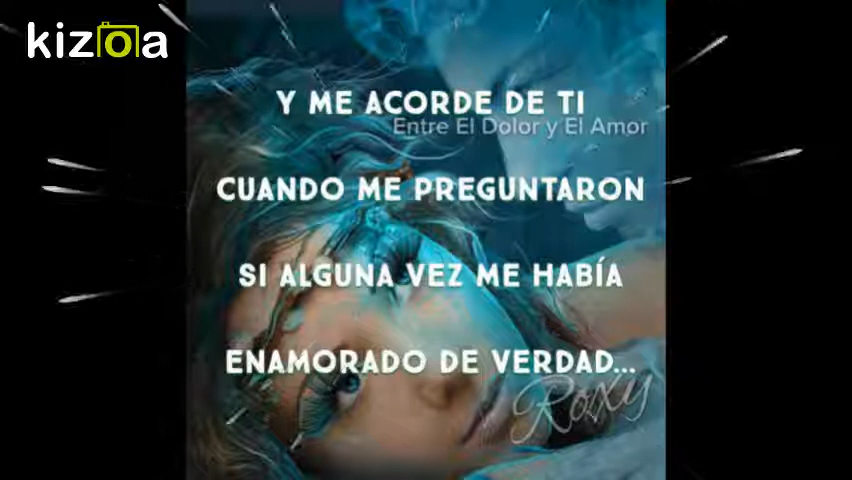 kizoa
Y ME ACORDE DE TI
Entre El Dolor y El Amor
CUANDO ME PREGUNTARON
SI ALGUNA VEZ ME HABÍA
ENAMORADO DE VERDAD...
Roxy